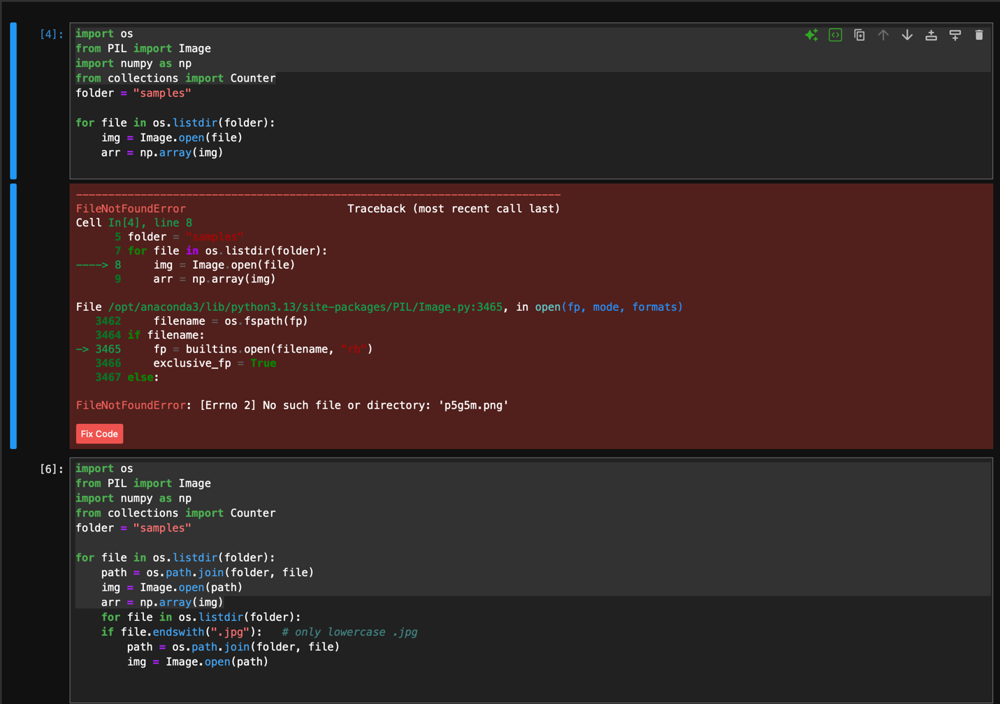 [4]:
import os
from PIL import Image
import numpy as np
from collections import Counter
folder = "samples"
for file in os.listdir(folder):
    img = Image.open(file)
    arr = np.array(img)
---------------------------------------------------------------------------
FileNotFoundError                         Traceback (most recent call last)
Cell In[4], line 8
      5 folder = "samples"
      7 for file in os.listdir(folder):
----> 8     img = Image.open(file)
      9     arr = np.array(img)
File /opt/anaconda3/lib/python3.13/site-packages/PIL/Image.py:3465, in open(fp, mode, formats)
   3462     filename = os.fspath(fp)
   3464 if filename:
-> 3465     fp = builtins.open(filename, "rb")
   3466     exclusive_fp = True
   3467 else:
FileNotFoundError: [Errno 2] No such file or directory: 'p5g5m.png'
Fix Code
[6]:
import os
from PIL import Image
import numpy as np
from collections import Counter
folder = "samples"
for file in os.listdir(folder):
    path = os.path.join(folder, file)
    img = Image.open(path)
    arr = np.array(img)
    for file in os.listdir(folder):
    if file.endswith(".jpg"):   # only lowercase .jpg
        path = os.path.join(folder, file)
        img = Image.open(path)